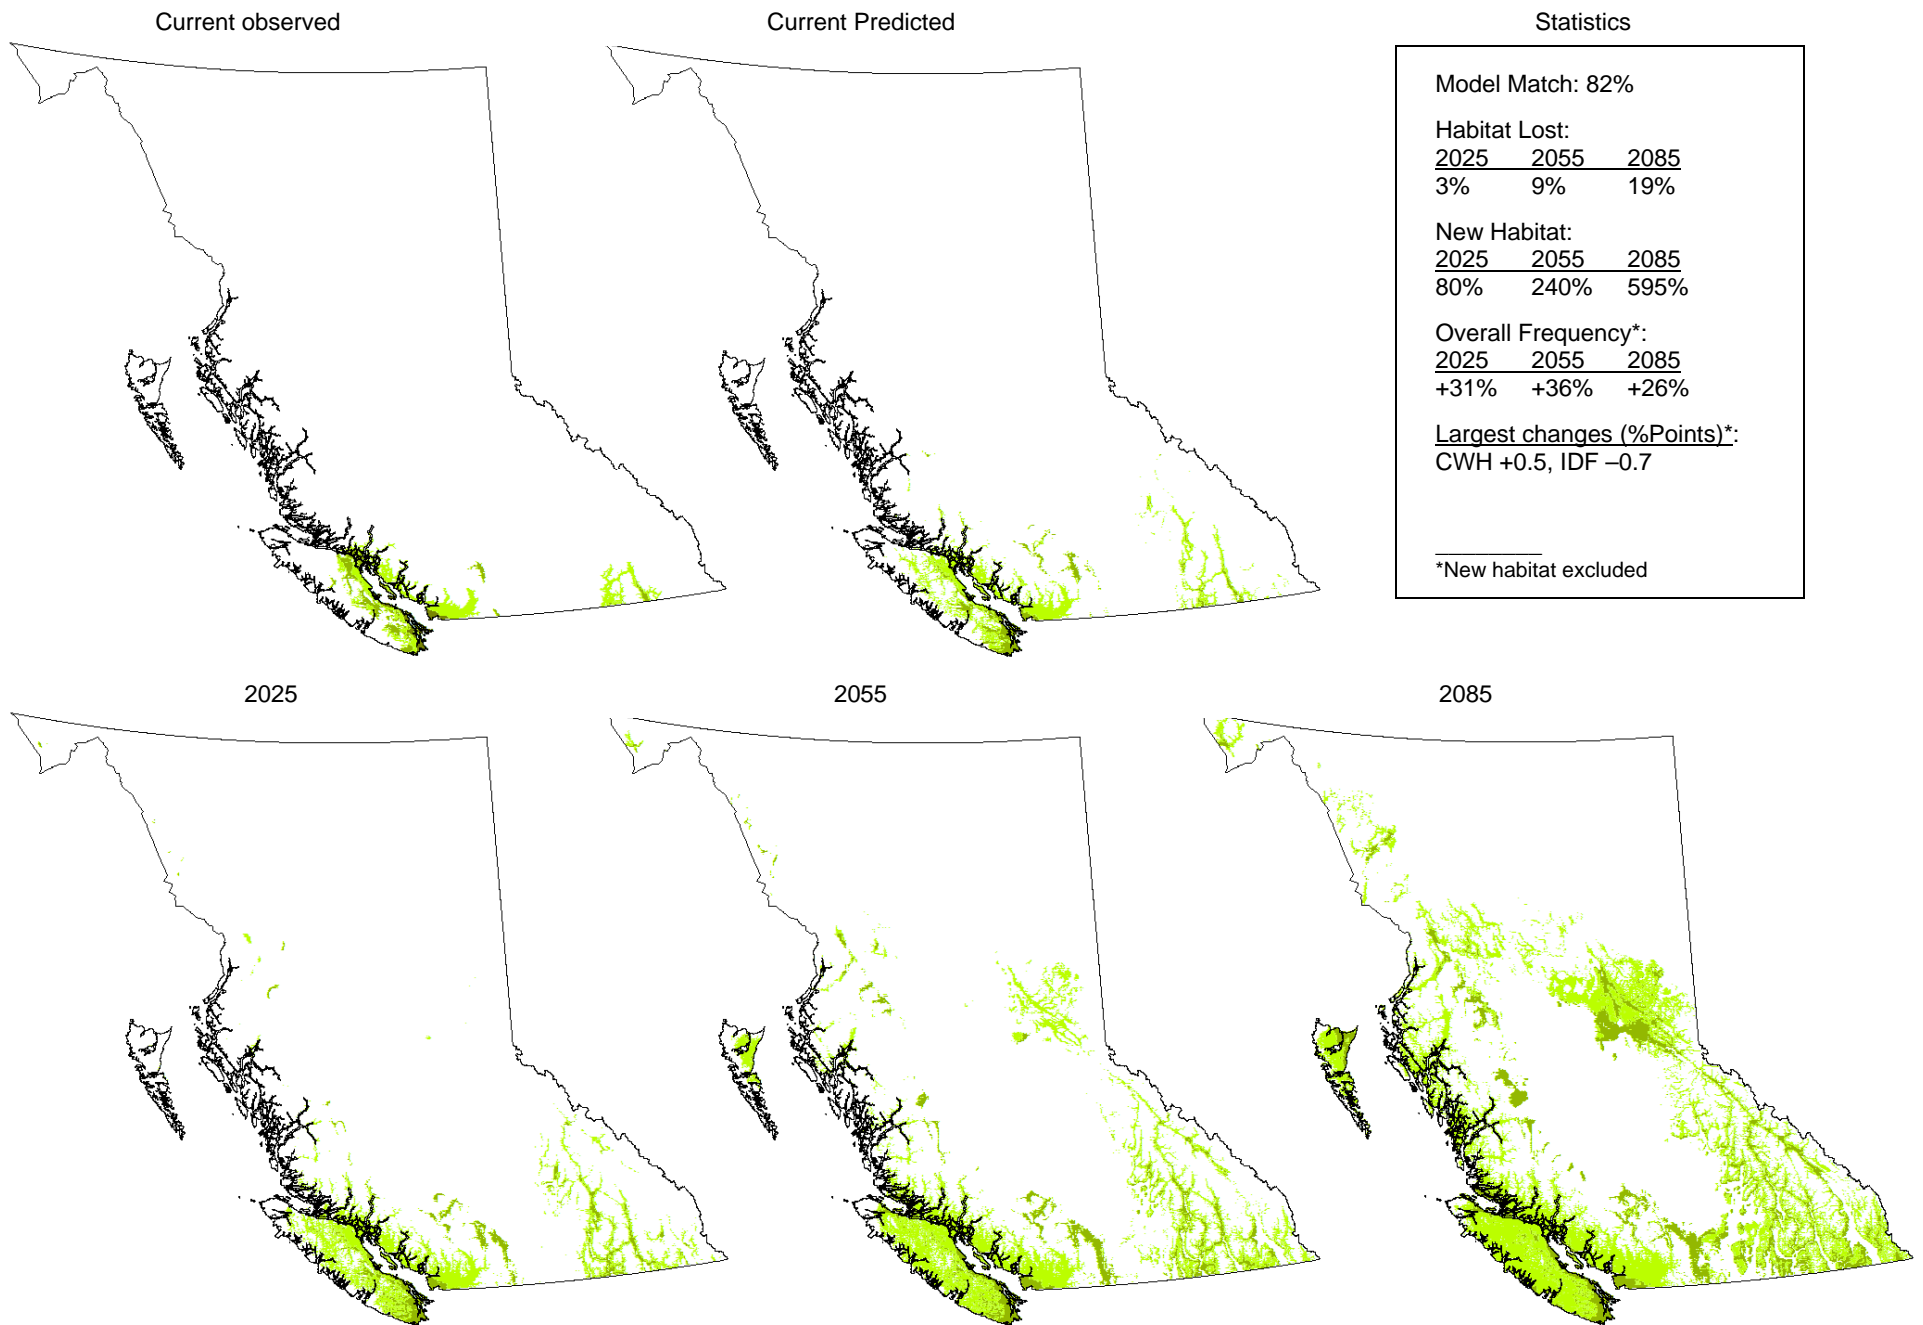 Current observed
Current Predicted
Statistics
Model Match: 82%
Habitat Lost:
2025 2055 2085
3% 9% 19%
New Habitat:
2025 2055 2085
80% 240% 595%
Overall Frequency*:
2025 2055 2085
+31% +36% +26%
Largest changes (%Points)*:
CWH +0.5, IDF –0.7
*New habitat excluded
2025
2055
2085